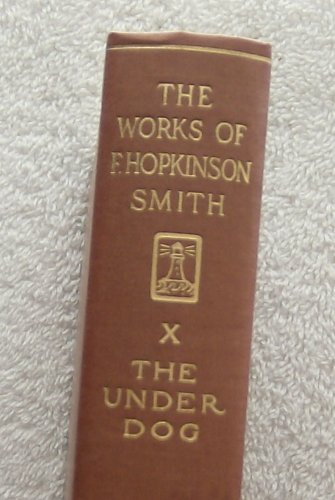 THE
WORKS OF
F. HOPKINSON
SMITH
X
THE
UNDER
DOG